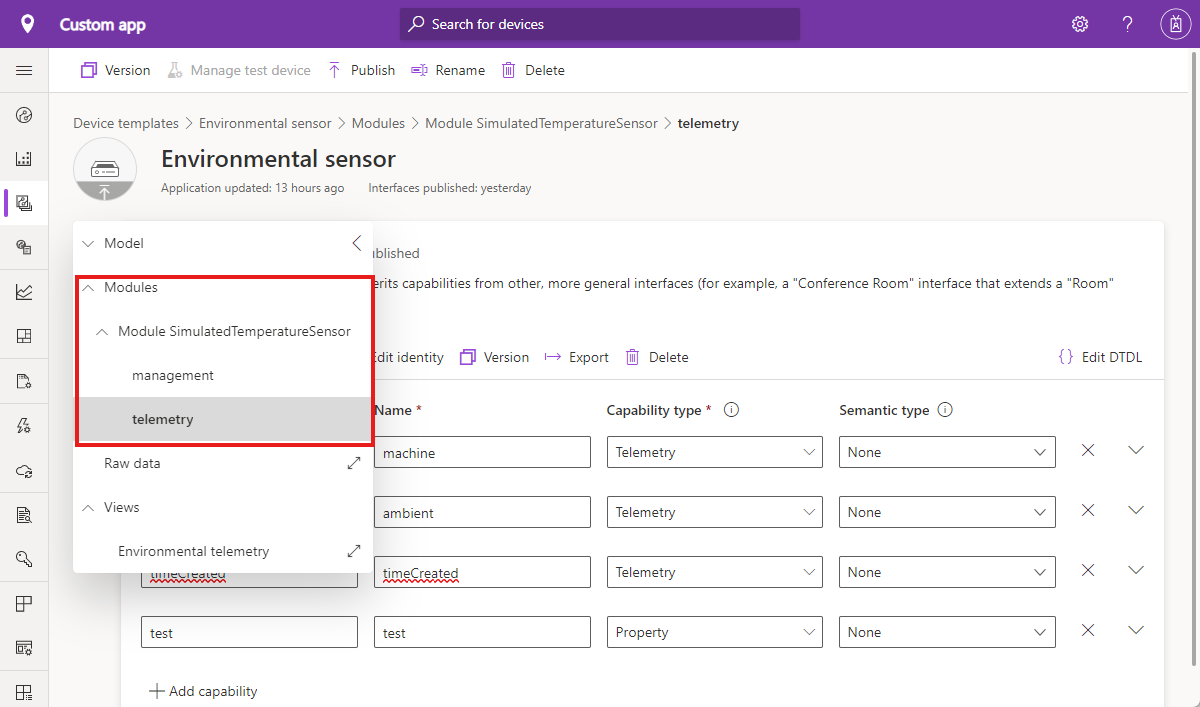 Custom app
Search for devices
Version
Manage test device
Publish
Rename
Delete
Device templates > Environmental sensor > Modules > Module SimulatedTemperatureSensor > telemetry
Environmental sensor
Application updated: 13 hours ago
Interfaces published: yesterday
Model
Modules
Module SimulatedTemperatureSensor
management
telemetry
Raw data
Views
Environmental telemetry
capabilities from other, more general interfaces (for example, a "Conference Room" interface that extends a "Room"
identity
Version
Export
Delete
{} Edit DTDL
Name *
Capability type *
Semantic type
machine
Telemetry
None
ambient
Telemetry
None
timeCreated
timeCreated
Telemetry
None
test
test
Property
None
Add capability